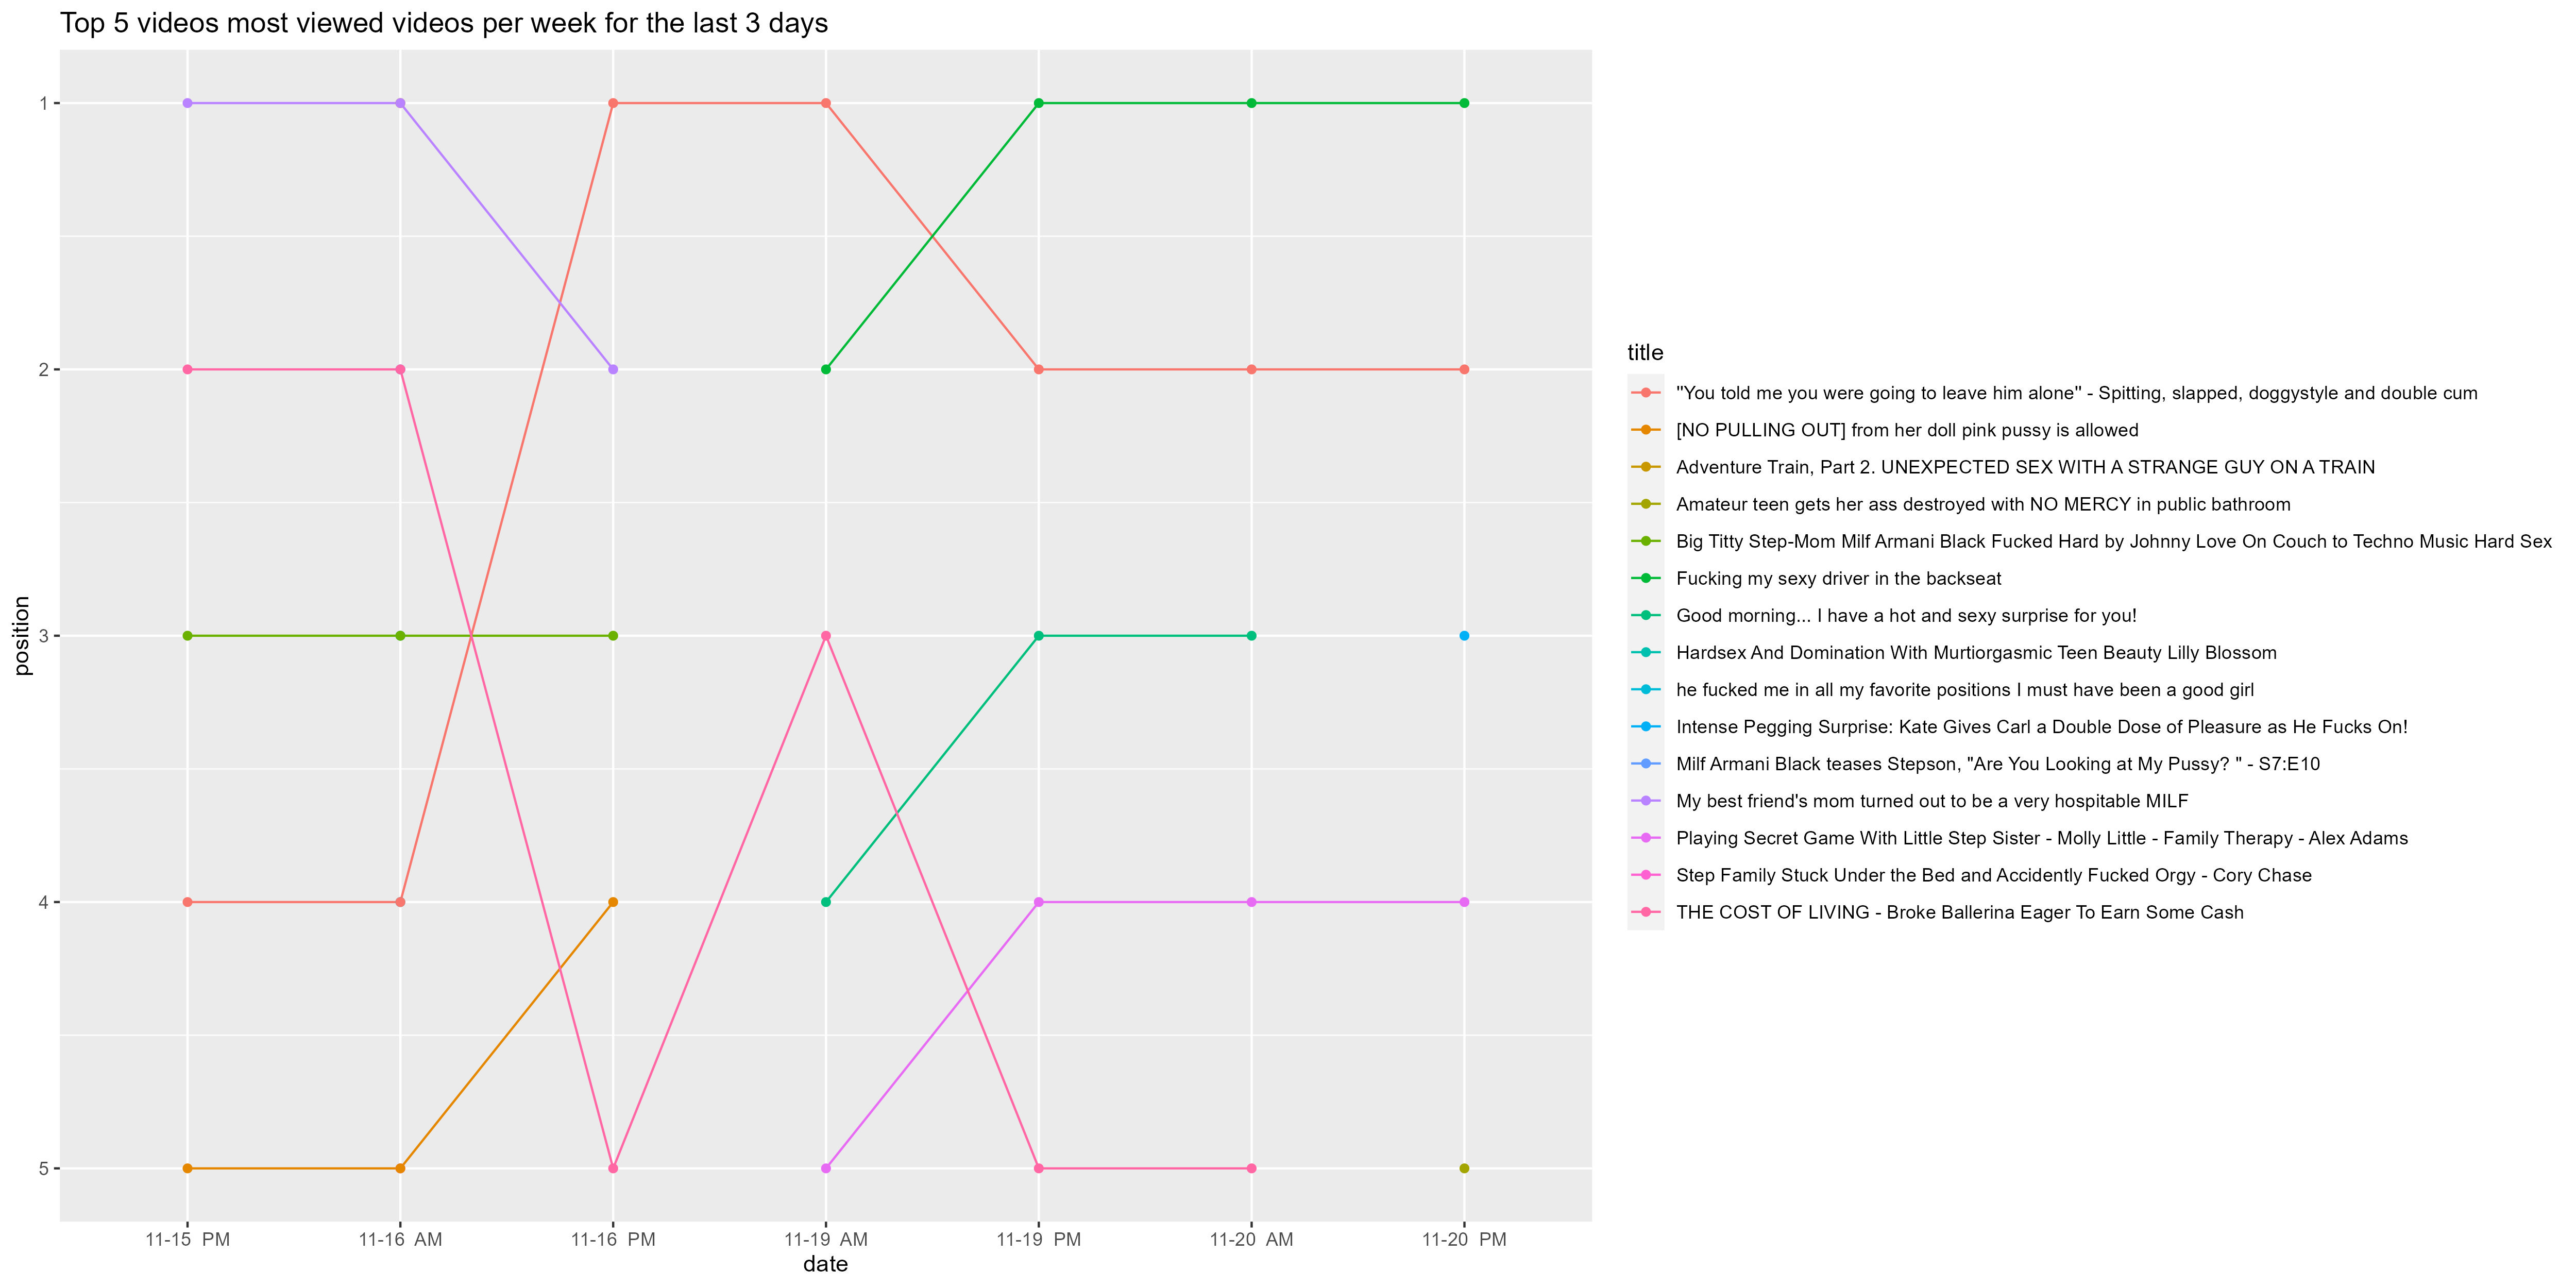 Top 5 videos most viewed videos per week for the last 3 days
position
1
2
3
4
5
11-15 PM
11-16 AM
11-16 PM
11-19 AM
11-19 PM
11-20 AM
11-20 PM
date
title
"You told me you were going to leave him alone" - Spitting, slapped, doggystyle and double cum
[NO PULLING OUT] from her doll pink pussy is allowed
Adventure Train, Part 2. UNEXPECTED SEX WITH A STRANGE GUY ON A TRAIN
Amateur teen gets her ass destroyed with NO MERCY in public bathroom
Big Titty Step-Mom Milf Armani Black Fucked Hard by Johnny Love On Couch to Techno Music Hard Sex
Fucking my sexy driver in the backseat
Good morning... I have a hot and sexy surprise for you!
Hardsex And Domination With Murtiorgasmic Teen Beauty Lilly Blossom
he fucked me in all my favorite positions I must have been a good girl
Intense Pegging Surprise: Kate Gives Carl a Double Dose of Pleasure as He Fucks On!
Milf Armani Black teases Stepson, "Are You Looking at My Pussy? " - S7:E10
My best friend's mom turned out to be a very hospitable MILF
Playing Secret Game With Little Step Sister - Molly Little - Family Therapy - Alex Adams
Step Family Stuck Under the Bed and Accidently Fucked Orgy - Cory Chase
THE COST OF LIVING - Broke Ballerina Eager To Earn Some Cash